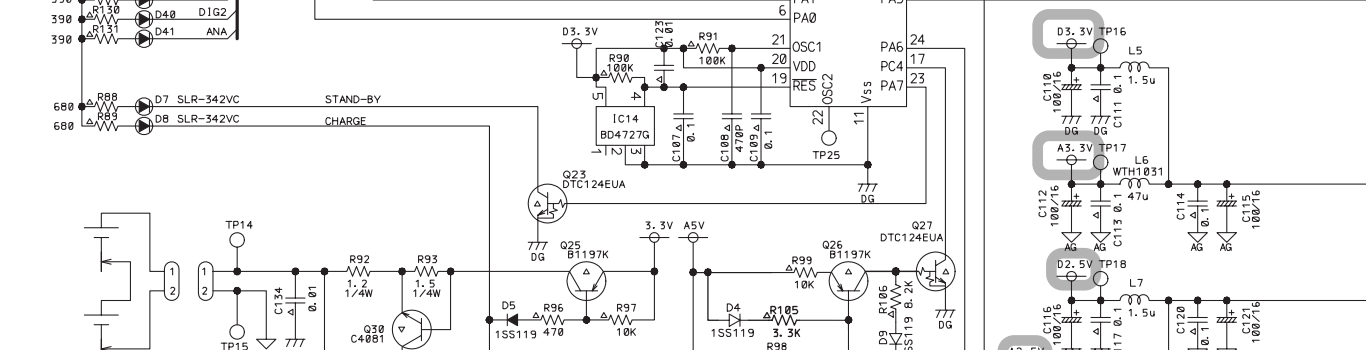 390
R130
D40
DIG2
390
R131
D41
ANA
680
R88
D7 SLR-342VC
STAND-BY
680
R89
D8 SLR-342VC
CHARGE
D3.3V
C123
0.01
R90
100K
R91
100K
5
4
IC14
BD4727G
1
2
3
C107
0.1
C108
470P
C109
0.1
6
PA0
21
OSC1
20
VDD
19
RES
OSC2
22
Vss
11
PA6
24
PC4
17
PA7
23
TP25
DG
Q23
DTC124EUA
DG
1
2
1
2
TP14
TP15
C134
0.01
R92
1.2
1/4W
R93
1.5
1/4W
Q30
C4081
Q25
B1197K
D5
1SS119
R96
470
R97
10K
3.3V
A5V
D4
1SS119
R99
10K
R105
3.3K
R98
Q26
B1197K
R106
8.2K
D9
Q27
DTC124EUA
DG
D3.3V
TP16
L5
1.5u
C110
100/16
C111
0.1
DG
DG
A3.3V
TP17
L6
WTH1031
47u
C112
100/16
C113
0.1
C114
0.1
C115
100/16
AG
AG
AG
AG
D2.5V
TP18
L7
1.5u
C116
100/16
0.1
C120
0.1
C121
100/16